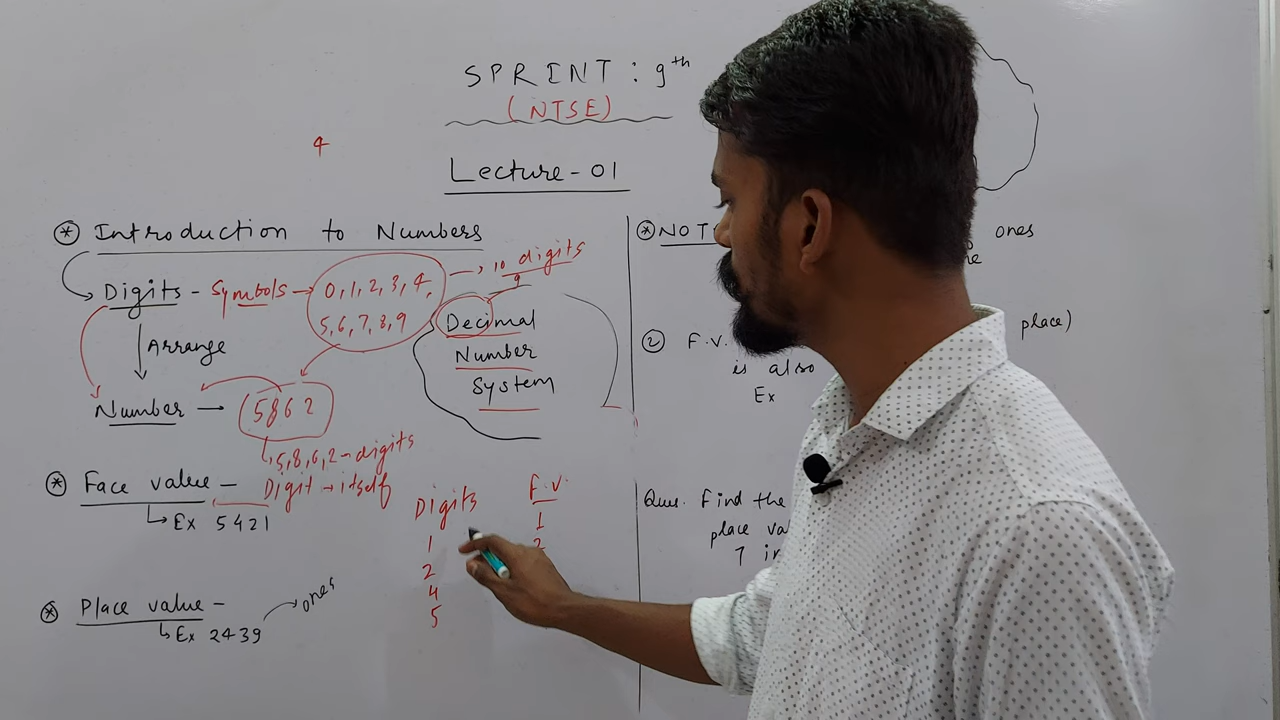 SPRINT : 9th
(NTSE)
4
Lecture-01
* Introduction to Numbers
Digits - Symbols → 0, 1, 2, 3, 4,
5, 6, 7, 8, 9
→ 10 digits
9
Arrange
Decimal
Number
System
Number → 5862
5,8,6,2 - digits
* Face value - Digit → itself
Ex 5421
Digits F.V.
1 1
2 2
4
5
* Place value -
Ex 2439 → ones
* ones
② F.V. place)
is also
Ex
Ques. Find the
place
7